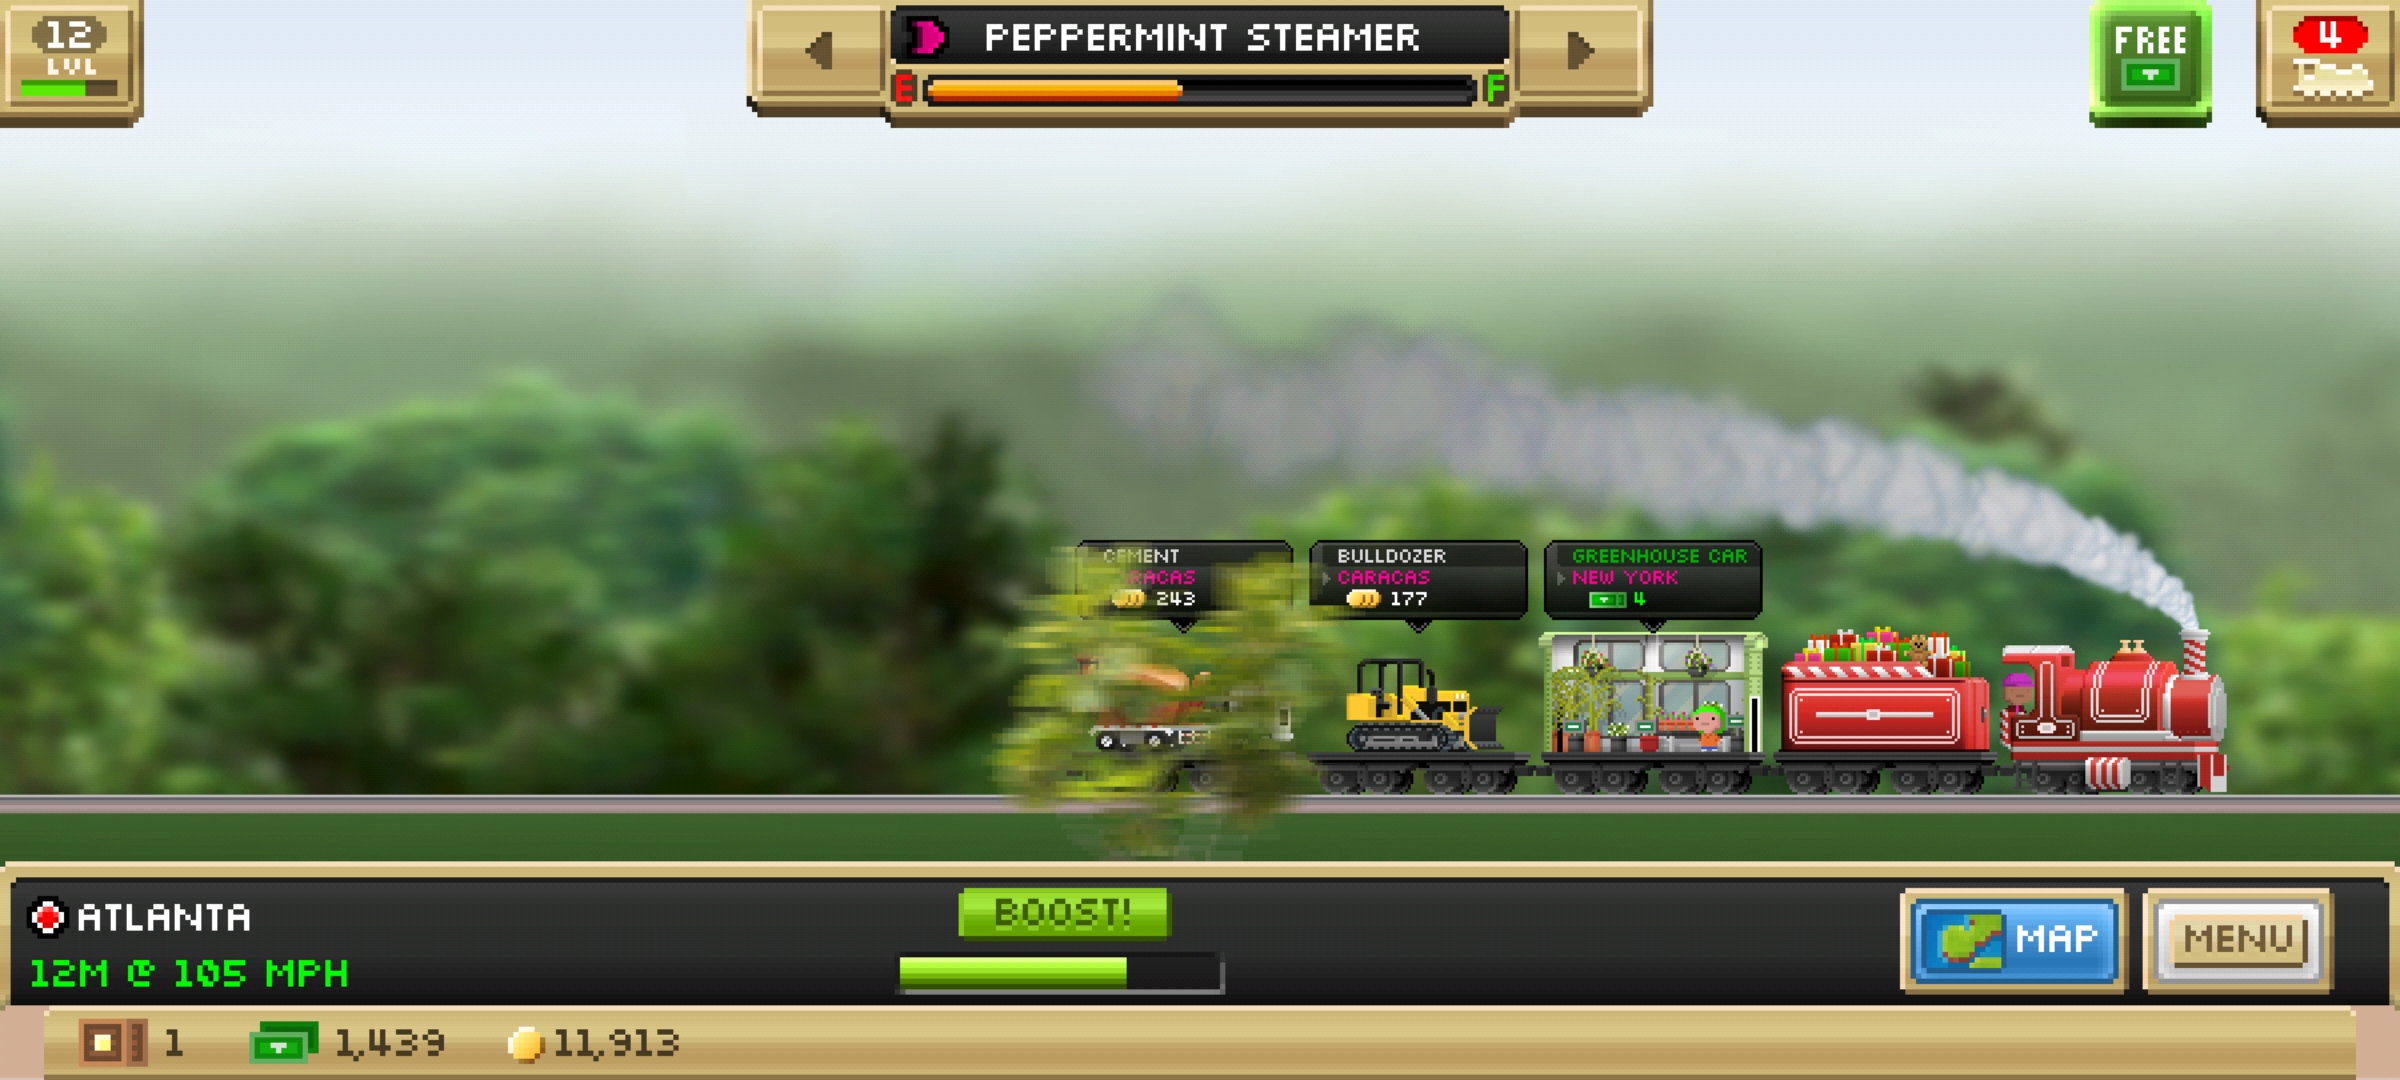 12
LVL
PEPPERMINT STEAMER
E
F
FREE
4
CEMENT
CARACAS
243
BULLDOZER
CARACAS
177
GREENHOUSE CAR
NEW YORK
4
ATLANTA
12M @ 105 MPH
BOOST!
MAP
MENU
1
1,439
11,913